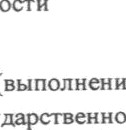 ости
выполнени
дарственно